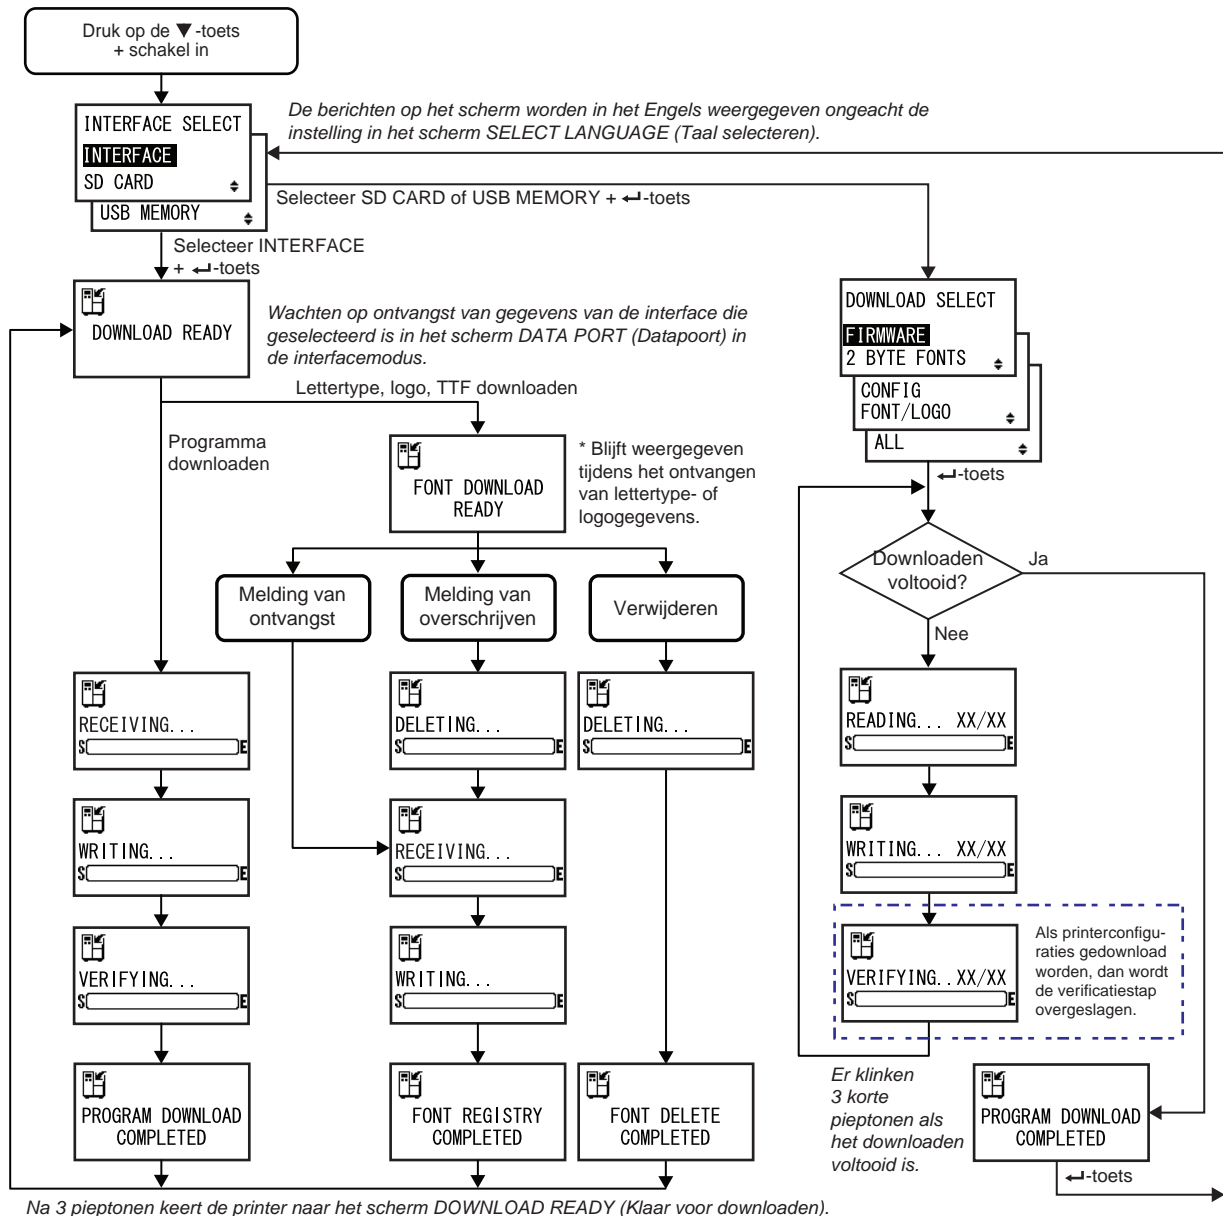 Druk op de ▼-toets
+ schakel in
De berichten op het scherm worden in het Engels weergegeven ongeacht de
instelling in het scherm SELECT LANGUAGE (Taal selecteren).
INTERFACE SELECT
INTERFACE
SD CARD
USB MEMORY
Selecteer SD CARD of USB MEMORY + ↵-toets
Selecteer INTERFACE
+ ↵-toets
DOWNLOAD READY
Wachten op ontvangst van gegevens van de interface die
geselecteerd is in het scherm DATA PORT (Datapoort) in
de interfacemodus.
DOWNLOAD SELECT
FIRMWARE
2 BYTE FONTS
CONFIG
FONT/LOGO
ALL
↵-toets
Lettertype, logo, TTF downloaden
Programma
downloaden
FONT DOWNLOAD
READY
* Blijft weergegeven
tijdens het ontvangen
van lettertype- of
logogegevens.
Melding van
ontvangst
Melding van
overschrijven
Verwijderen
Downloaden
voltooid?
Ja
Nee
RECEIVING...
S E
DELETING...
S E
DELETING...
S E
READING... XX/XX
S E
WRITING...
S E
RECEIVING...
S E
WRITING... XX/XX
S E
VERIFYING...
S E
WRITING...
S E
VERIFYING..XX/XX
S E
Als printerconfigu-
raties gedownload
worden, dan wordt
de verificatiestap
overgeslagen.
PROGRAM DOWNLOAD
COMPLETED
FONT REGISTRY
COMPLETED
FONT DELETE
COMPLETED
Er klinken
3 korte
pieptonen als
het downloaden
voltooid is.
PROGRAM DOWNLOAD
COMPLETED
↵-toets
Na 3 pieptonen keert de printer naar het scherm DOWNLOAD READY (Klaar voor downloaden).